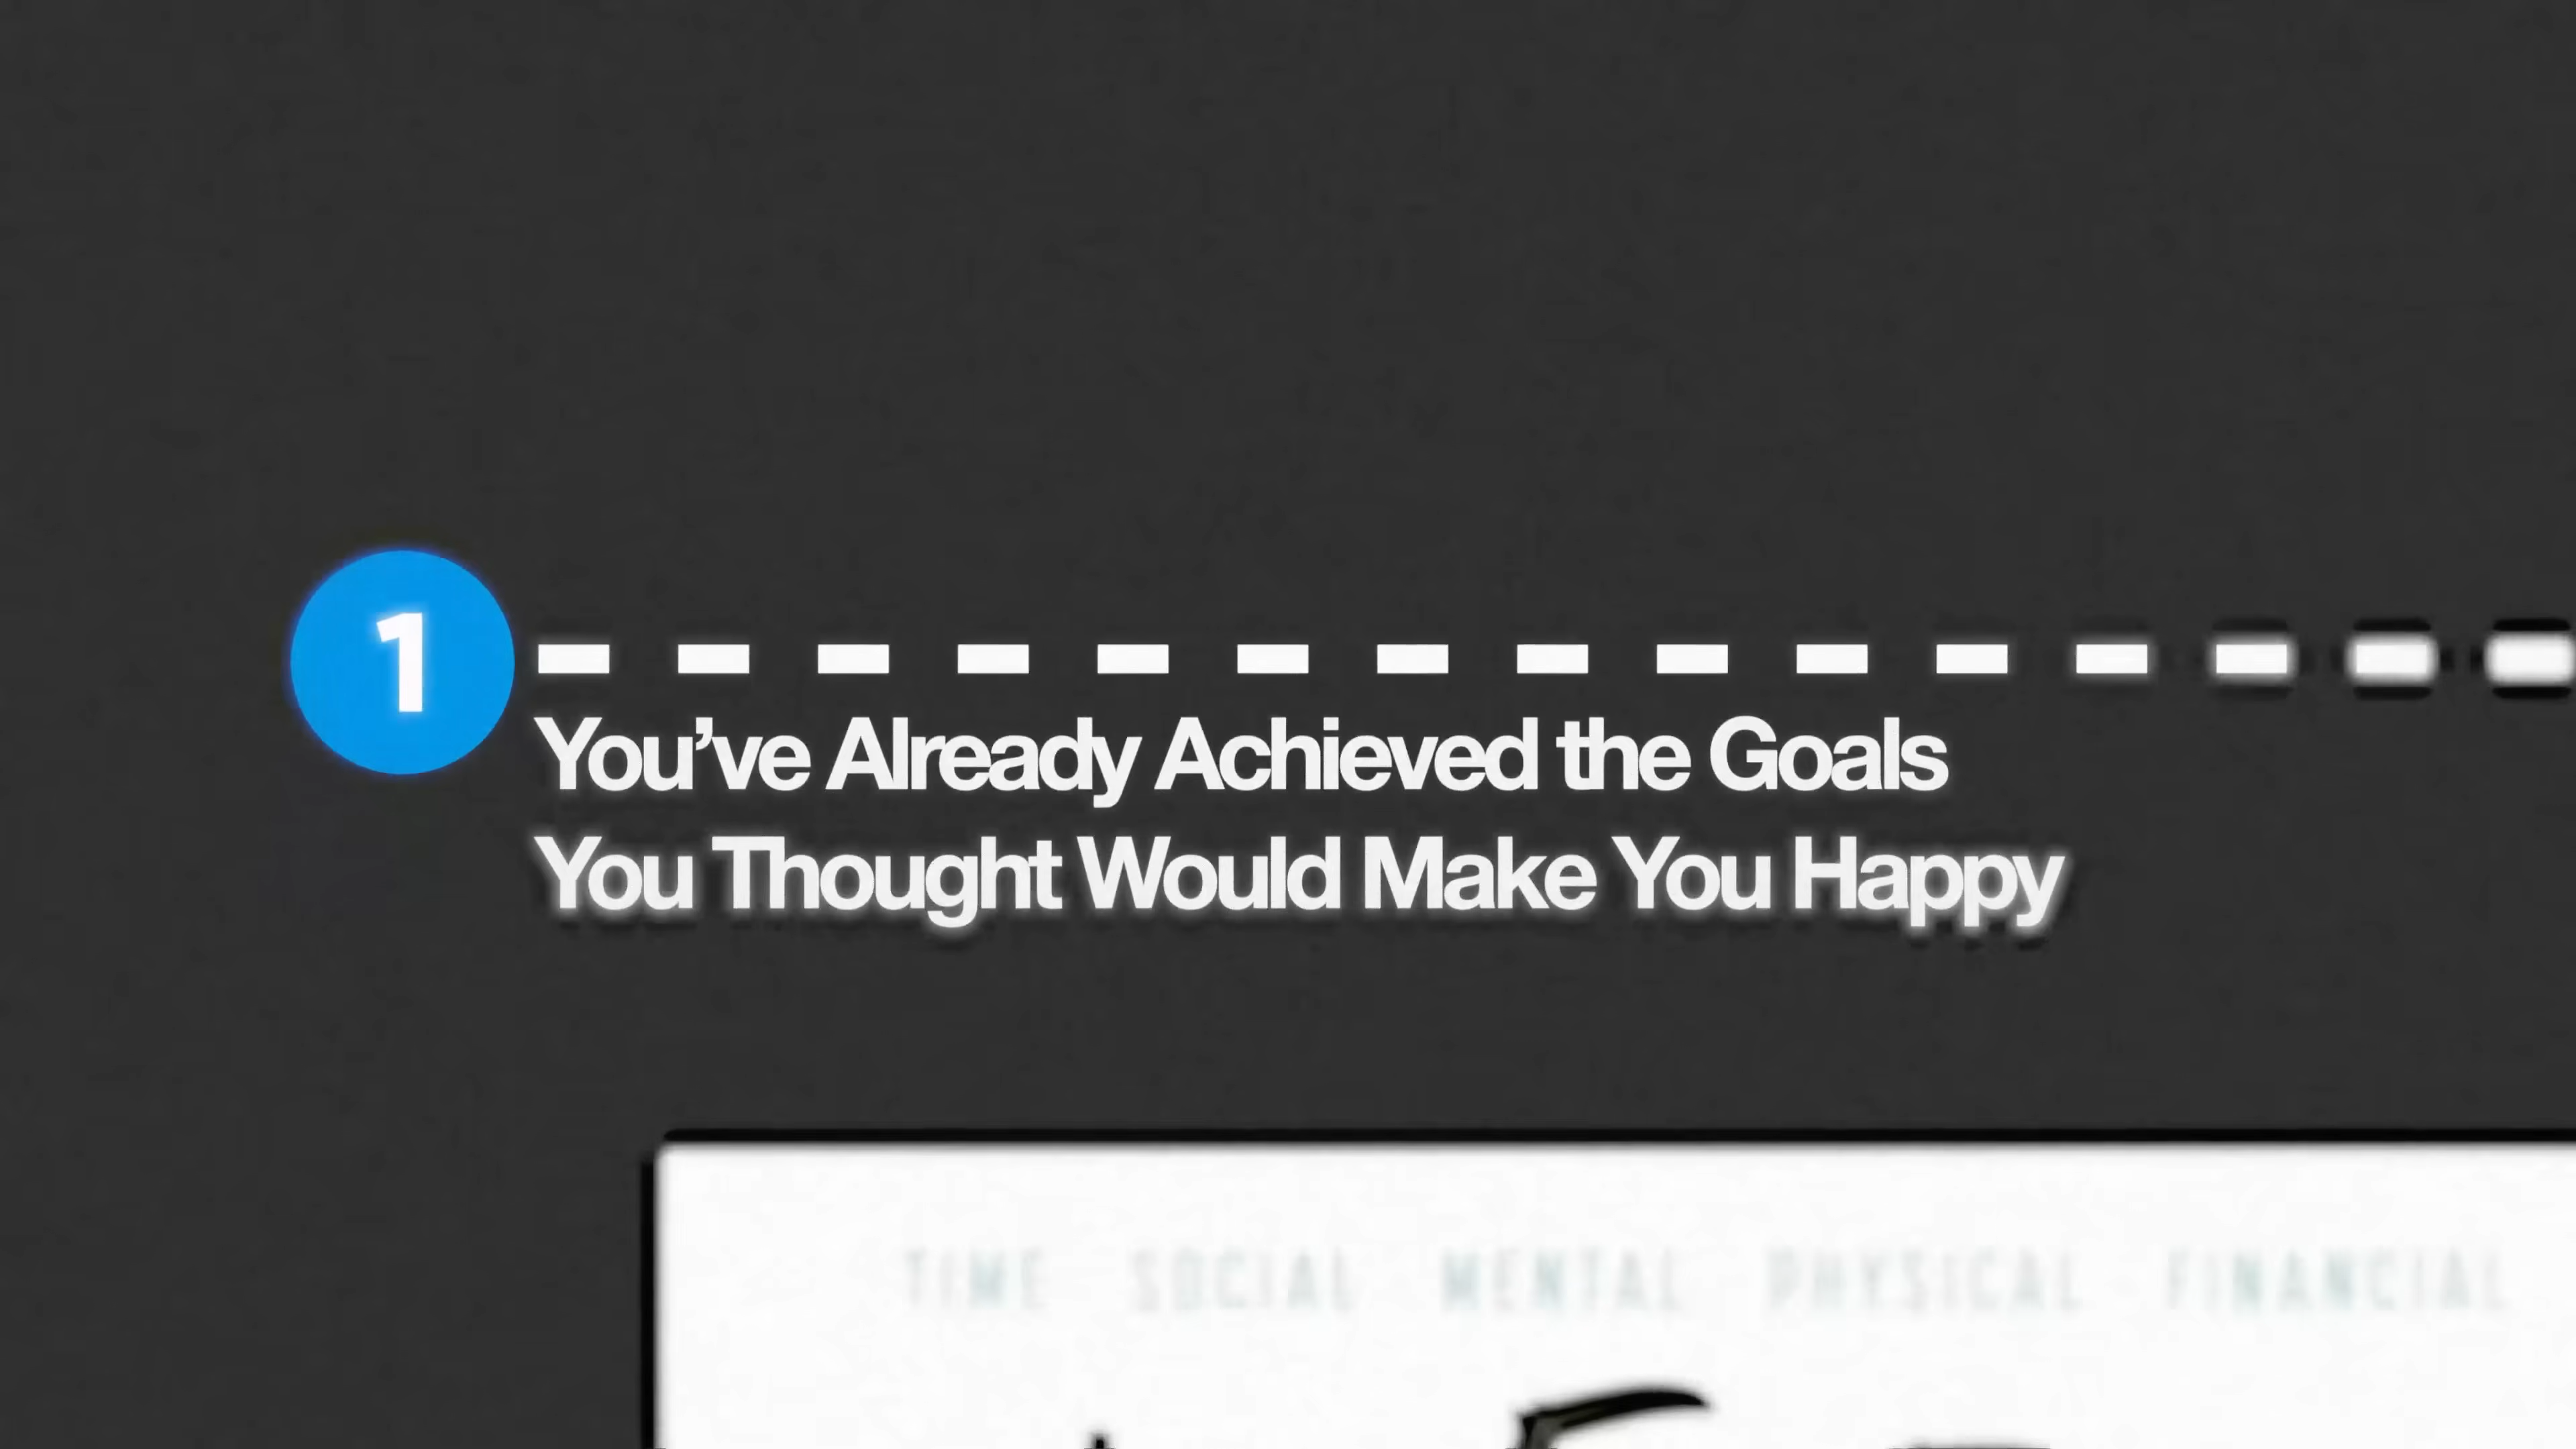 1
You’ve Already Achieved the Goals
You Thought Would Make You Happy
TIME SOCIAL MENTAL PHYSICAL FINANCIAL